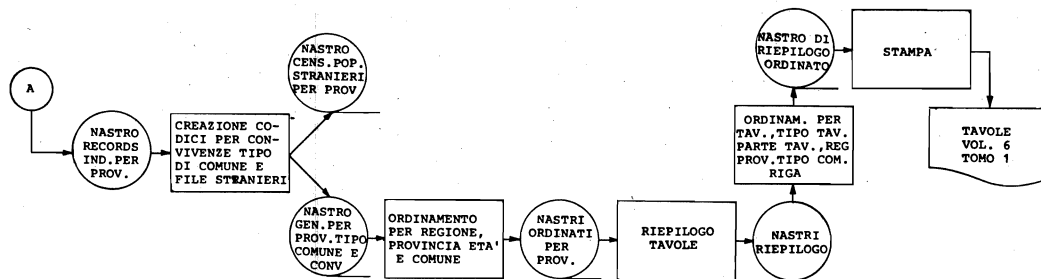 A
NASTRO
RECORDS
IND.PER
PROV.
CREAZIONE CO-
DICI PER CON-
VIVENZE TIPO
DI COMUNE E
FILE STRANIERI
NASTRO
CENS.POP.
STRANIERI
PER PROV
NASTRO
GEN.PER
PROV.TIPO
COMUNE E
CONV
ORDINAMENTO
PER REGIONE,
PROVINCIA ETA'
E COMUNE
NASTRI
ORDINATI
PER
PROV.
RIEPILOGO
TAVOLE
NASTRI
RIEPILOGO
ORDINAM. PER
TAV.,TIPO TAV.
PARTE TAV.,REG
PROV.TIPO COM.
RIGA
NASTRO DI
RIEPILOGO
ORDINATO
STAMPA
TAVOLE
VOL. 6
TOMO 1